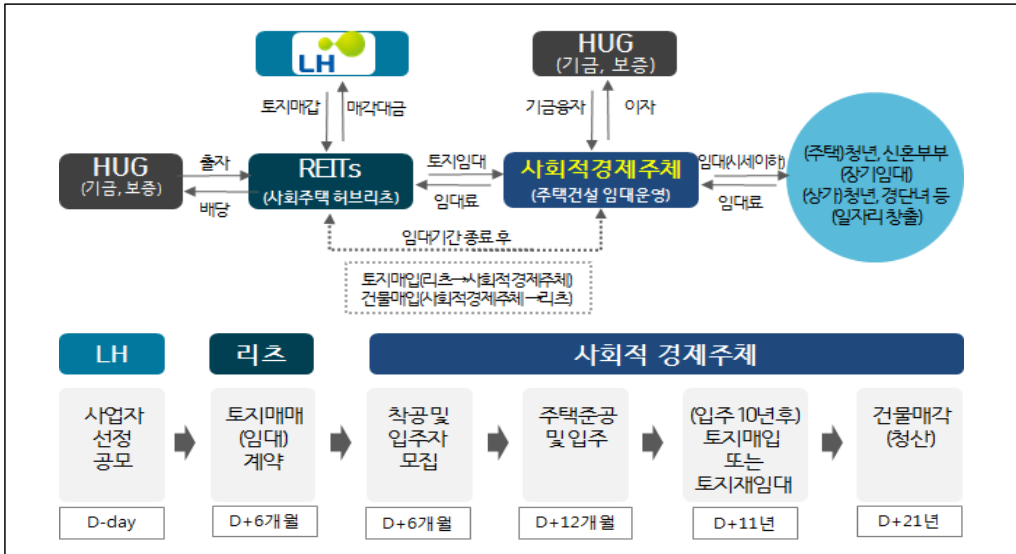 LH
HUG
(기금, 보증)
토지매갑
매각대금
기금융자
이자
HUG
(기금, 보증)
출자
배당
REITs
(사회주택 허브리츠)
토지임대
임대료
사회적경제주체
(주택건설 임대운영)
임대(시세이하)
임대료
(주택)청년, 신혼부부
(장기임대)
(상가)청년, 경단녀 등
(일자리 창출)
임대기간 종료 후
토지매입(리츠→사회적경제주체)
건물매입(사회적경제주체→리츠)
LH
리츠
사회적 경제주체
사업자
선정
공모
토지매매
(임대)
계약
착공 및
입주자
모집
주택준공
및 입주
(입주 10년후)
토지매입
또는
토지재임대
건물매각
(청산)
D-day
D+6개월
D+6개월
D+12개월
D+11년
D+21년